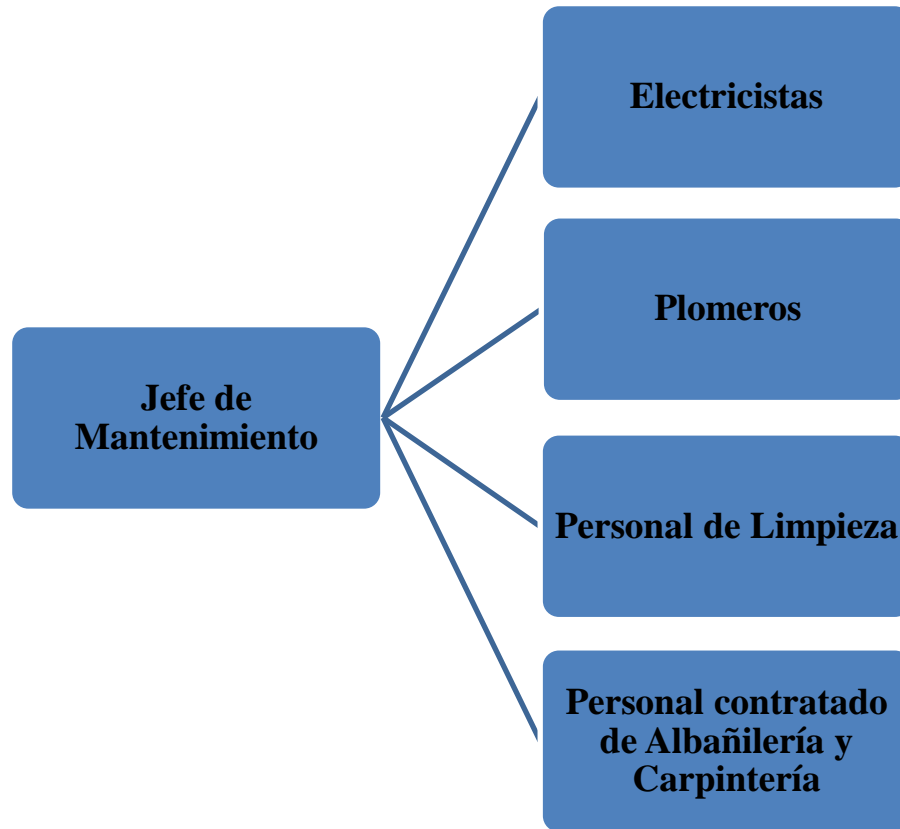 Electricistas
Plomeros
Jefe de
Mantenimiento
Personal de Limpieza
Personal contratado
de Albañilería y
Carpintería